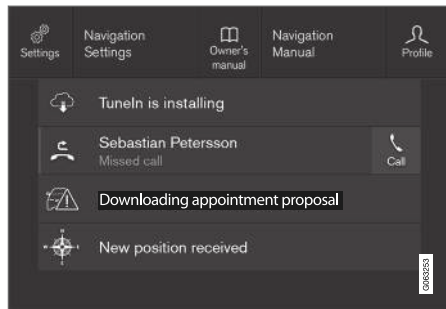 Settings
Navigation
Settings
Owner's
manual
Navigation
Manual
Profile
TuneIn is installing
Sebastian Petersson
Missed call
Call
Downloading appointment proposal
New position received
G063253